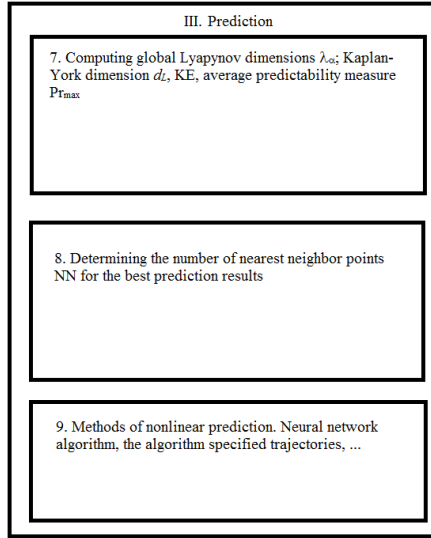 III. Prediction
7. Computing global Lyapynov dimensions λα; Kaplan-
York dimension dL, KE, average predictability measure
Prmax
8. Determining the number of nearest neighbor points
NN for the best prediction results
9. Methods of nonlinear prediction. Neural network
algorithm, the algorithm specified trajectories, ...